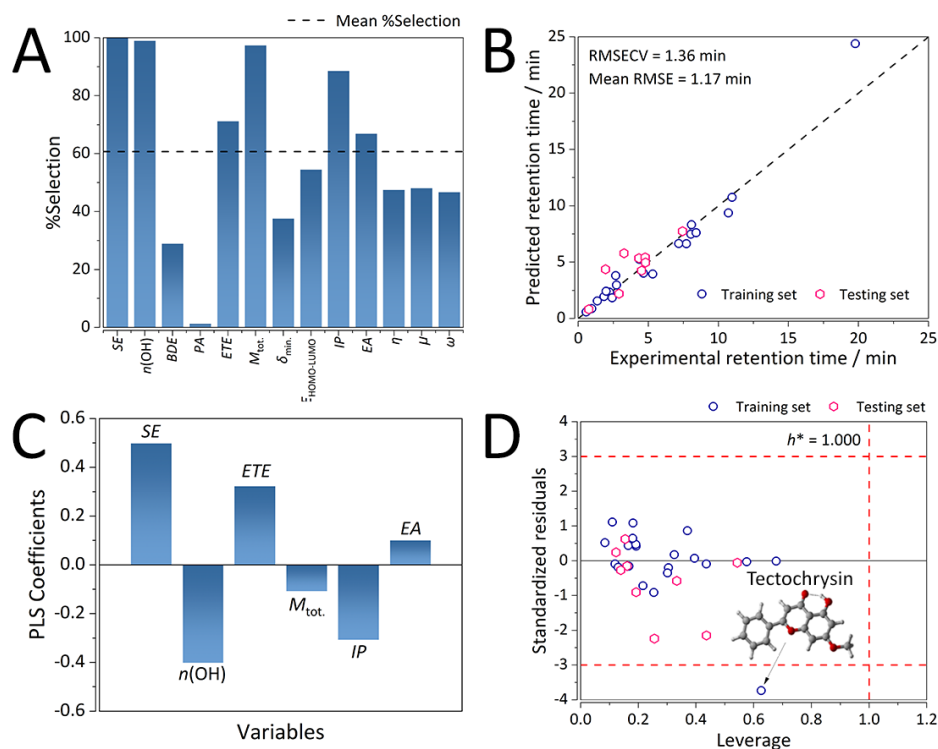 A
Mean %Selection
%Selection
100
80
60
40
20
0
SE
n(OH)
BDE
PA
ETE
Mtot.
δmin.
EHOMO-LUMO
IP
EA
η
μ
ω
B
RMSECV = 1.36 min
Mean RMSE = 1.17 min
Predicted retention time / min
25
20
15
10
5
0
Training set
Testing set
0 5 10 15 20 25
Experimental retention time / min
C
PLS Coefficients
0.6
0.4
0.2
0.0
-0.2
-0.4
-0.6
SE
n(OH)
ETE
Mtot.
IP
EA
Variables
Training set
Testing set
D
h* = 1.000
Standardized residuals
4
3
2
1
0
-1
-2
-3
-4
Tectochrysin
0.0 0.2 0.4 0.6 0.8 1.0 1.2
Leverage